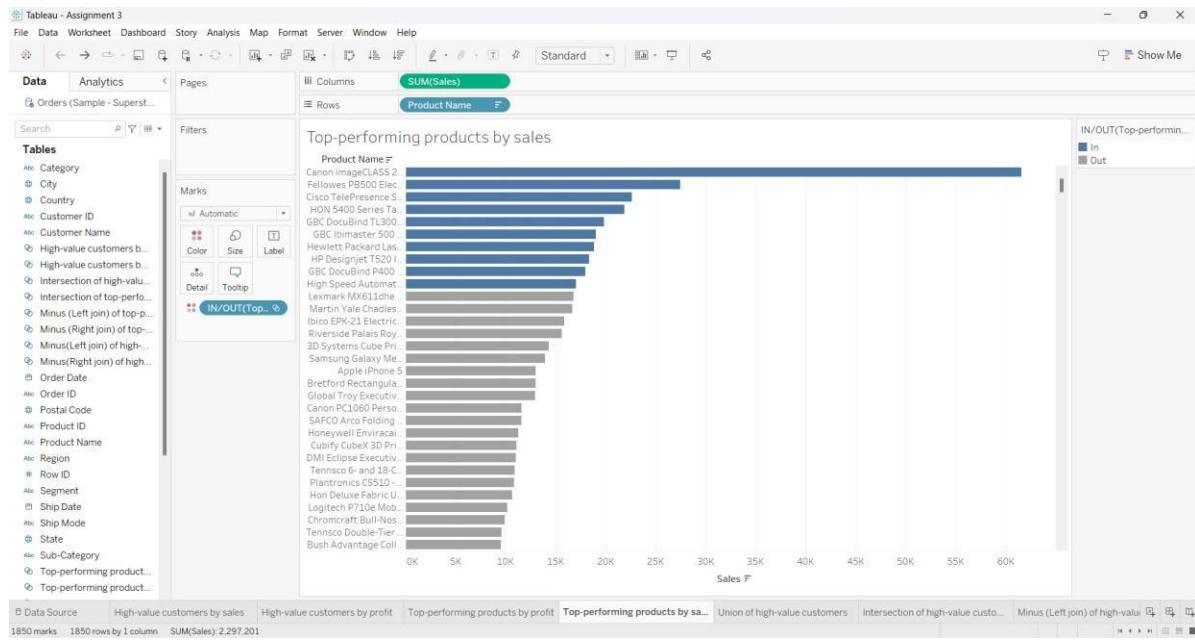 Tableau - Assignment 3
File Data Worksheet Dashboard Story Analysis Map Format Server Window Help
Standard
Show Me
Data Analytics
Orders (Sample - Superst...
Search
Tables
Abc Category
City
Country
Abc Customer ID
Abc Customer Name
High-value customers b...
High-value customers b...
Intersection of high-valu...
Intersection of top-perfo...
Minus (Left join) of top-p...
Minus (Right join) of top-...
Minus(Left join) of high-...
Minus(Right join) of high...
Order Date
Abc Order ID
Postal Code
Abc Product ID
Abc Product Name
Abc Region
# Row ID
Abc Segment
Ship Date
Abc Ship Mode
State
Abc Sub-Category
Top-performing product...
Top-performing product...
Pages
Filters
Marks
Automatic
Color Size Label
Detail Tooltip
IN/OUT(Top..
Columns SUM(Sales)
Rows Product Name
Top-performing products by sales
Product Name
Canon imageCLASS 2..
Fellowes PB500 Elec..
Cisco TelePresence S..
HON 5400 Series Ta..
GBC DocuBind TL300..
GBC Ibimaster 500 ..
Hewlett Packard Las..
HP Designjet T520 I..
GBC DocuBind P400 ..
High Speed Automat..
Lexmark MX611dhe ..
Martin Yale Chadles..
Ibico EPK-21 Electric..
Riverside Palais Roy..
3D Systems Cube Pri..
Samsung Galaxy Me..
Apple iPhone 5
Bretford Rectangula..
Global Troy Executiv..
Canon PC1060 Perso..
SAFCO Arco Folding ..
Honeywell Enviracai..
Cubify CubeX 3D Pri..
DMI Eclipse Executiv..
Tennsco 6- and 18-C..
Plantronics CS510 -..
Hon Deluxe Fabric U..
Logitech P710e Mob..
Chromcraft Bull-Nos..
Tennsco Double-Tier ..
Bush Advantage Coll..
0K 5K 10K 15K 20K 25K 30K 35K 40K 45K 50K 55K 60K
Sales
IN/OUT(Top-performin...
In
Out
Data Source High-value customers by sales High-value customers by profit Top-performing products by profit Top-performing products by sa... Union of high-value customers Intersection of high-value custo... Minus (Left join) of high-valu
1850 marks 1850 rows by 1 column SUM(Sales): 2,297,201